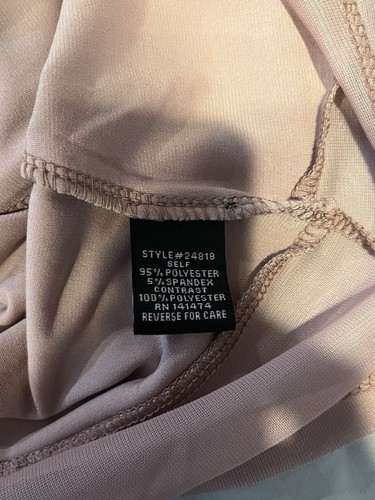 STYLE#24818
SELF
95%POLYESTER
5%SPANDEX
CONTRAST
100%POLYESTER
RN 141474
REVERSE FOR CARE